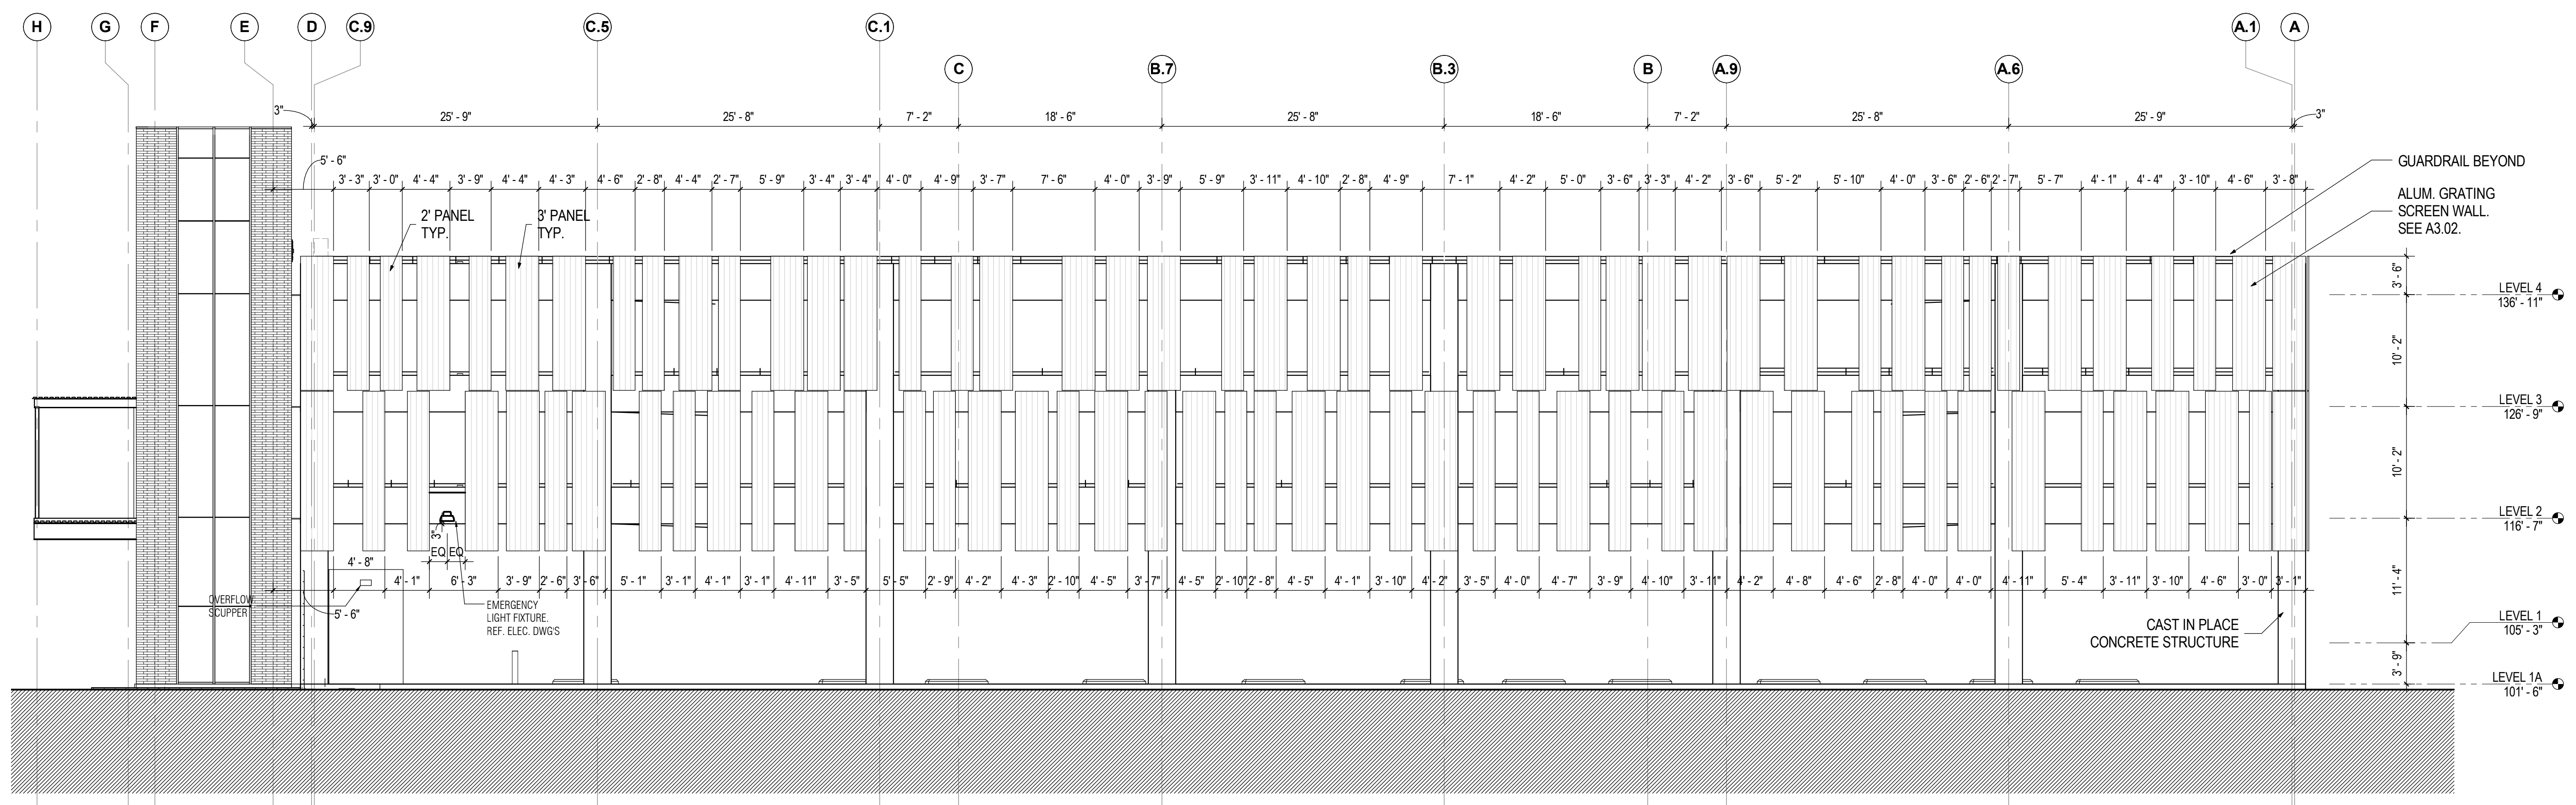 H
G
F
E
D
C.9
C.5
C.1
C
B.7
B.3
B
A.9
A.6
A.1
A
3"
25' - 9"
25' - 8"
7' - 2"
18' - 6"
25' - 8"
18' - 6"
7' - 2"
25' - 8"
25' - 9"
3"
5' - 6"
3' - 3"
3' - 0"
4' - 4"
3' - 9"
4' - 4"
4' - 3"
4' - 6"
2' - 8"
4' - 4"
2' - 7"
5' - 9"
3' - 4"
3' - 4"
4' - 0"
4' - 9"
3' - 7"
7' - 6"
4' - 0"
3' - 9"
5' - 9"
3' - 11"
4' - 10"
2' - 8"
4' - 9"
7' - 1"
4' - 2"
5' - 0"
3' - 6"
3' - 3"
4' - 2"
3' - 6"
5' - 2"
5' - 10"
4' - 0"
3' - 6"
2' - 6"
2' - 7"
5' - 7"
4' - 1"
4' - 4"
3' - 10"
4' - 6"
3' - 8"
GUARDRAIL BEYOND
ALUM. GRATING
SCREEN WALL.
SEE A3.02.
2' PANEL
TYP.
3' PANEL
TYP.
3' - 6"
LEVEL 4
136' - 11"
10' - 2"
LEVEL 3
126' - 9"
10' - 2"
LEVEL 2
116' - 7"
11' - 4"
LEVEL 1
105' - 3"
3' - 9"
LEVEL 1A
101' - 6"
3"
EQ
EQ
4' - 8"
4' - 1"
6' - 3"
3' - 9"
2' - 6"
3' - 6"
5' - 1"
3' - 1"
4' - 1"
3' - 1"
4' - 11"
3' - 5"
5' - 5"
2' - 9"
4' - 2"
4' - 3"
2' - 10"
4' - 5"
3' - 7"
4' - 5"
2' - 10"
2' - 8"
4' - 5"
4' - 1"
3' - 10"
4' - 2"
3' - 5"
4' - 0"
4' - 7"
3' - 9"
4' - 10"
3' - 11"
4' - 2"
4' - 8"
4' - 6"
2' - 8"
4' - 0"
4' - 0"
4' - 11"
5' - 4"
3' - 11"
3' - 10"
4' - 6"
3' - 0"
3' - 1"
OVERFLOW
SCUPPER
5' - 6"
EMERGENCY
LIGHT FIXTURE.
REF. ELEC. DWG'S
CAST IN PLACE
CONCRETE STRUCTURE